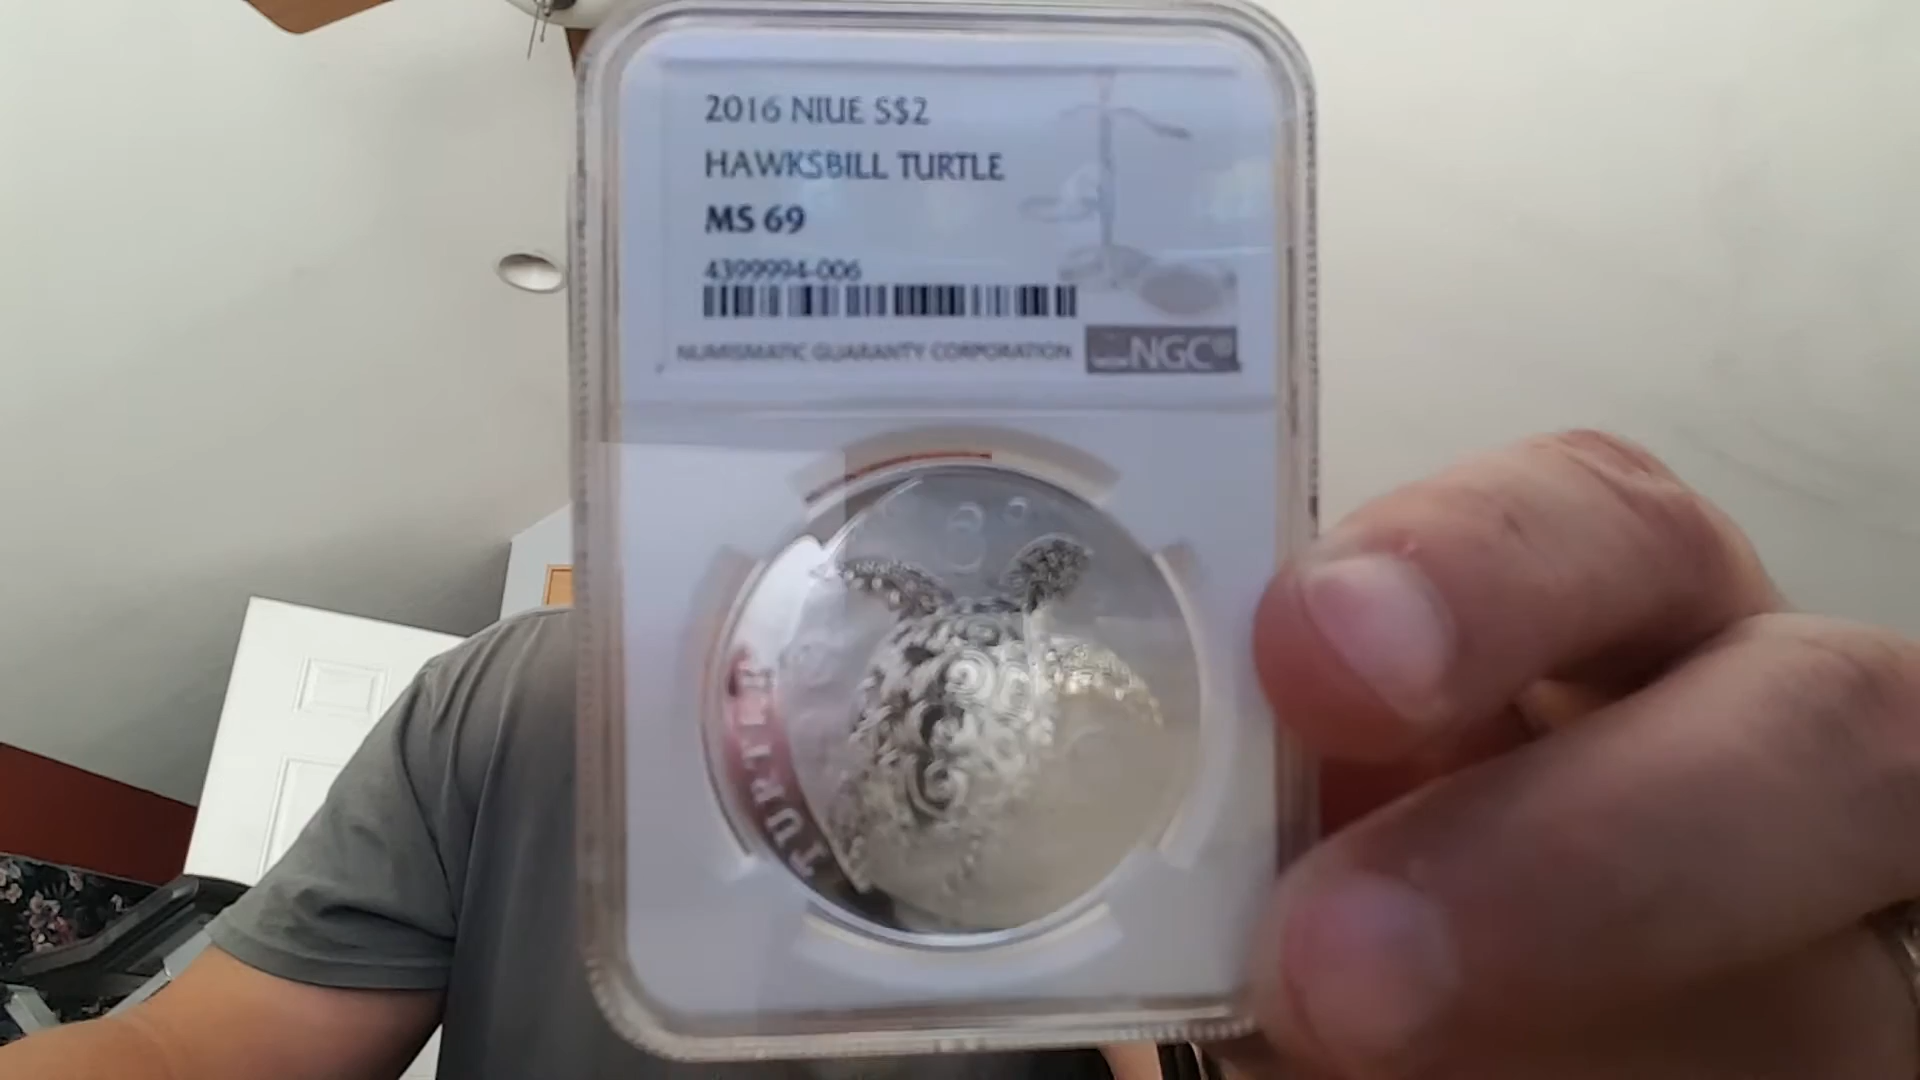 2016 NIUE S$2
HAWKSBILL TURTLE
MS 69
4399994-006
NUMISMATIC GUARANTY CORPORATION
NGC®
TURTLE